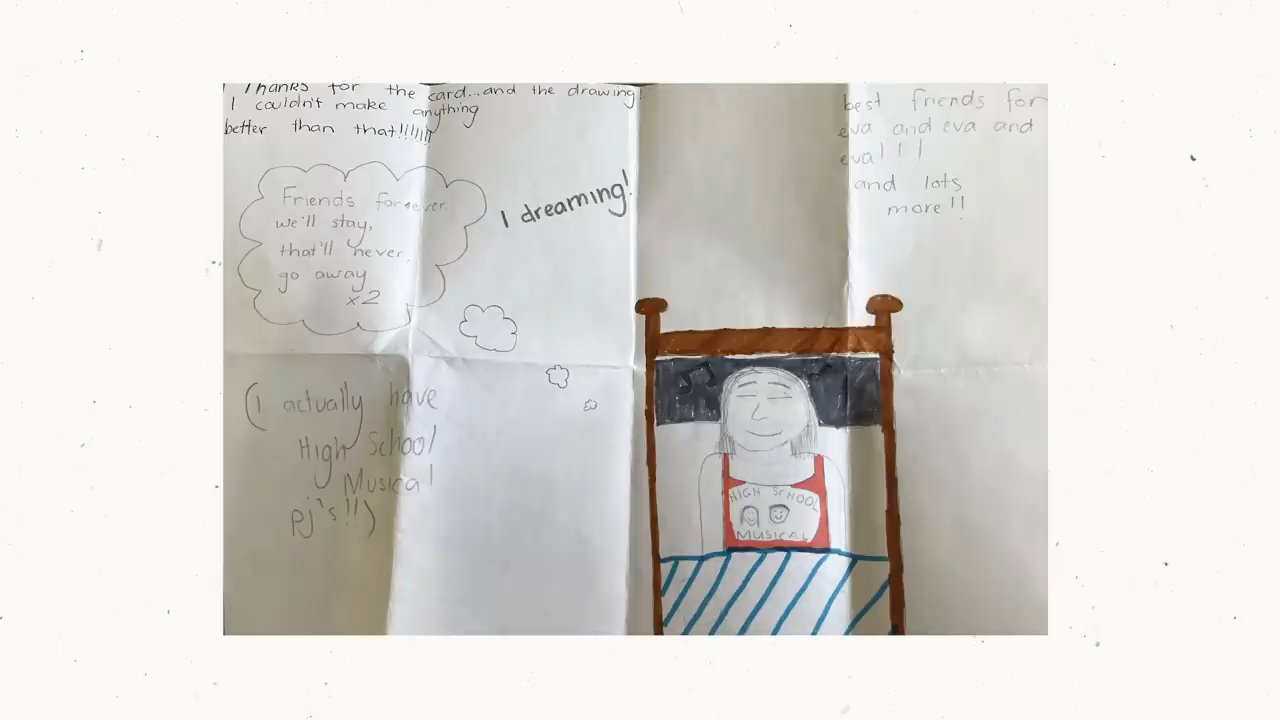 Thanks for the card...and the drawing!
I couldn't make anything
better than that!!!!!!!
best friends for
eva and eva and
eva!!!
and lots
more!!
Friends forever
we'll stay,
that'll never,
go away
x2
I dreaming!
(I actually have
High School
Musical
pj's!!)
HIGH SCHOOL
MUSICAL